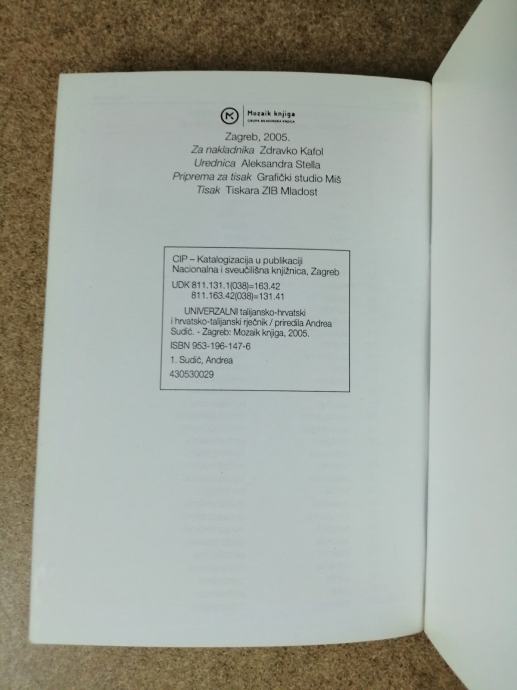 Mozaik knjiga
GRUPA MLADINSKA KNJIGA
Zagreb, 2005.
Za nakladnika Zdravko Kafol
Urednica Aleksandra Stella
Priprema za tisak Grafički studio Miš
Tisak Tiskara ZIB Mladost
CIP – Katalogizacija u publikaciji
Nacionalna i sveučilišna knjižnica, Zagreb
UDK 811.131.1(038)=163.42
811.163.42(038)=131.41
UNIVERZALNI talijansko-hrvatski
i hrvatsko-talijanski rječnik / priredila Andrea
Sudić. - Zagreb: Mozaik knjiga, 2005.
ISBN 953-196-147-6
1. Sudić, Andrea
430530029